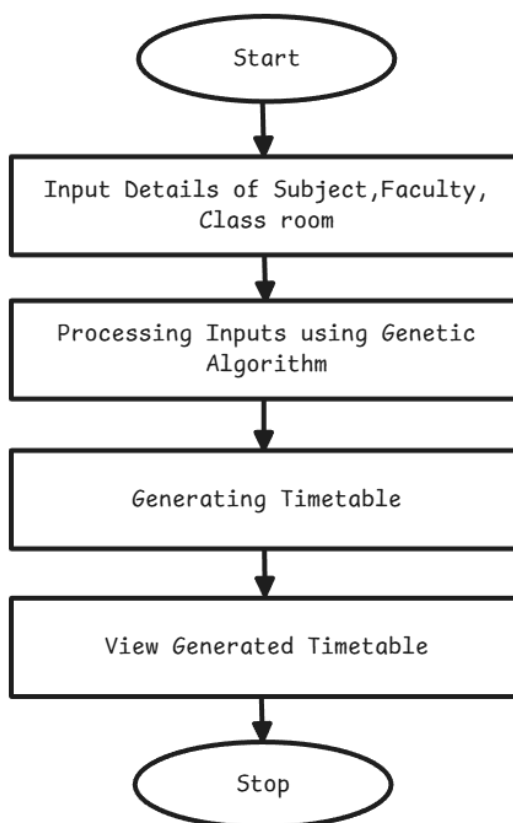 Start
Input Details of Subject,Faculty,
Class room
Processing Inputs using Genetic
Algorithm
Generating Timetable
View Generated Timetable
Stop